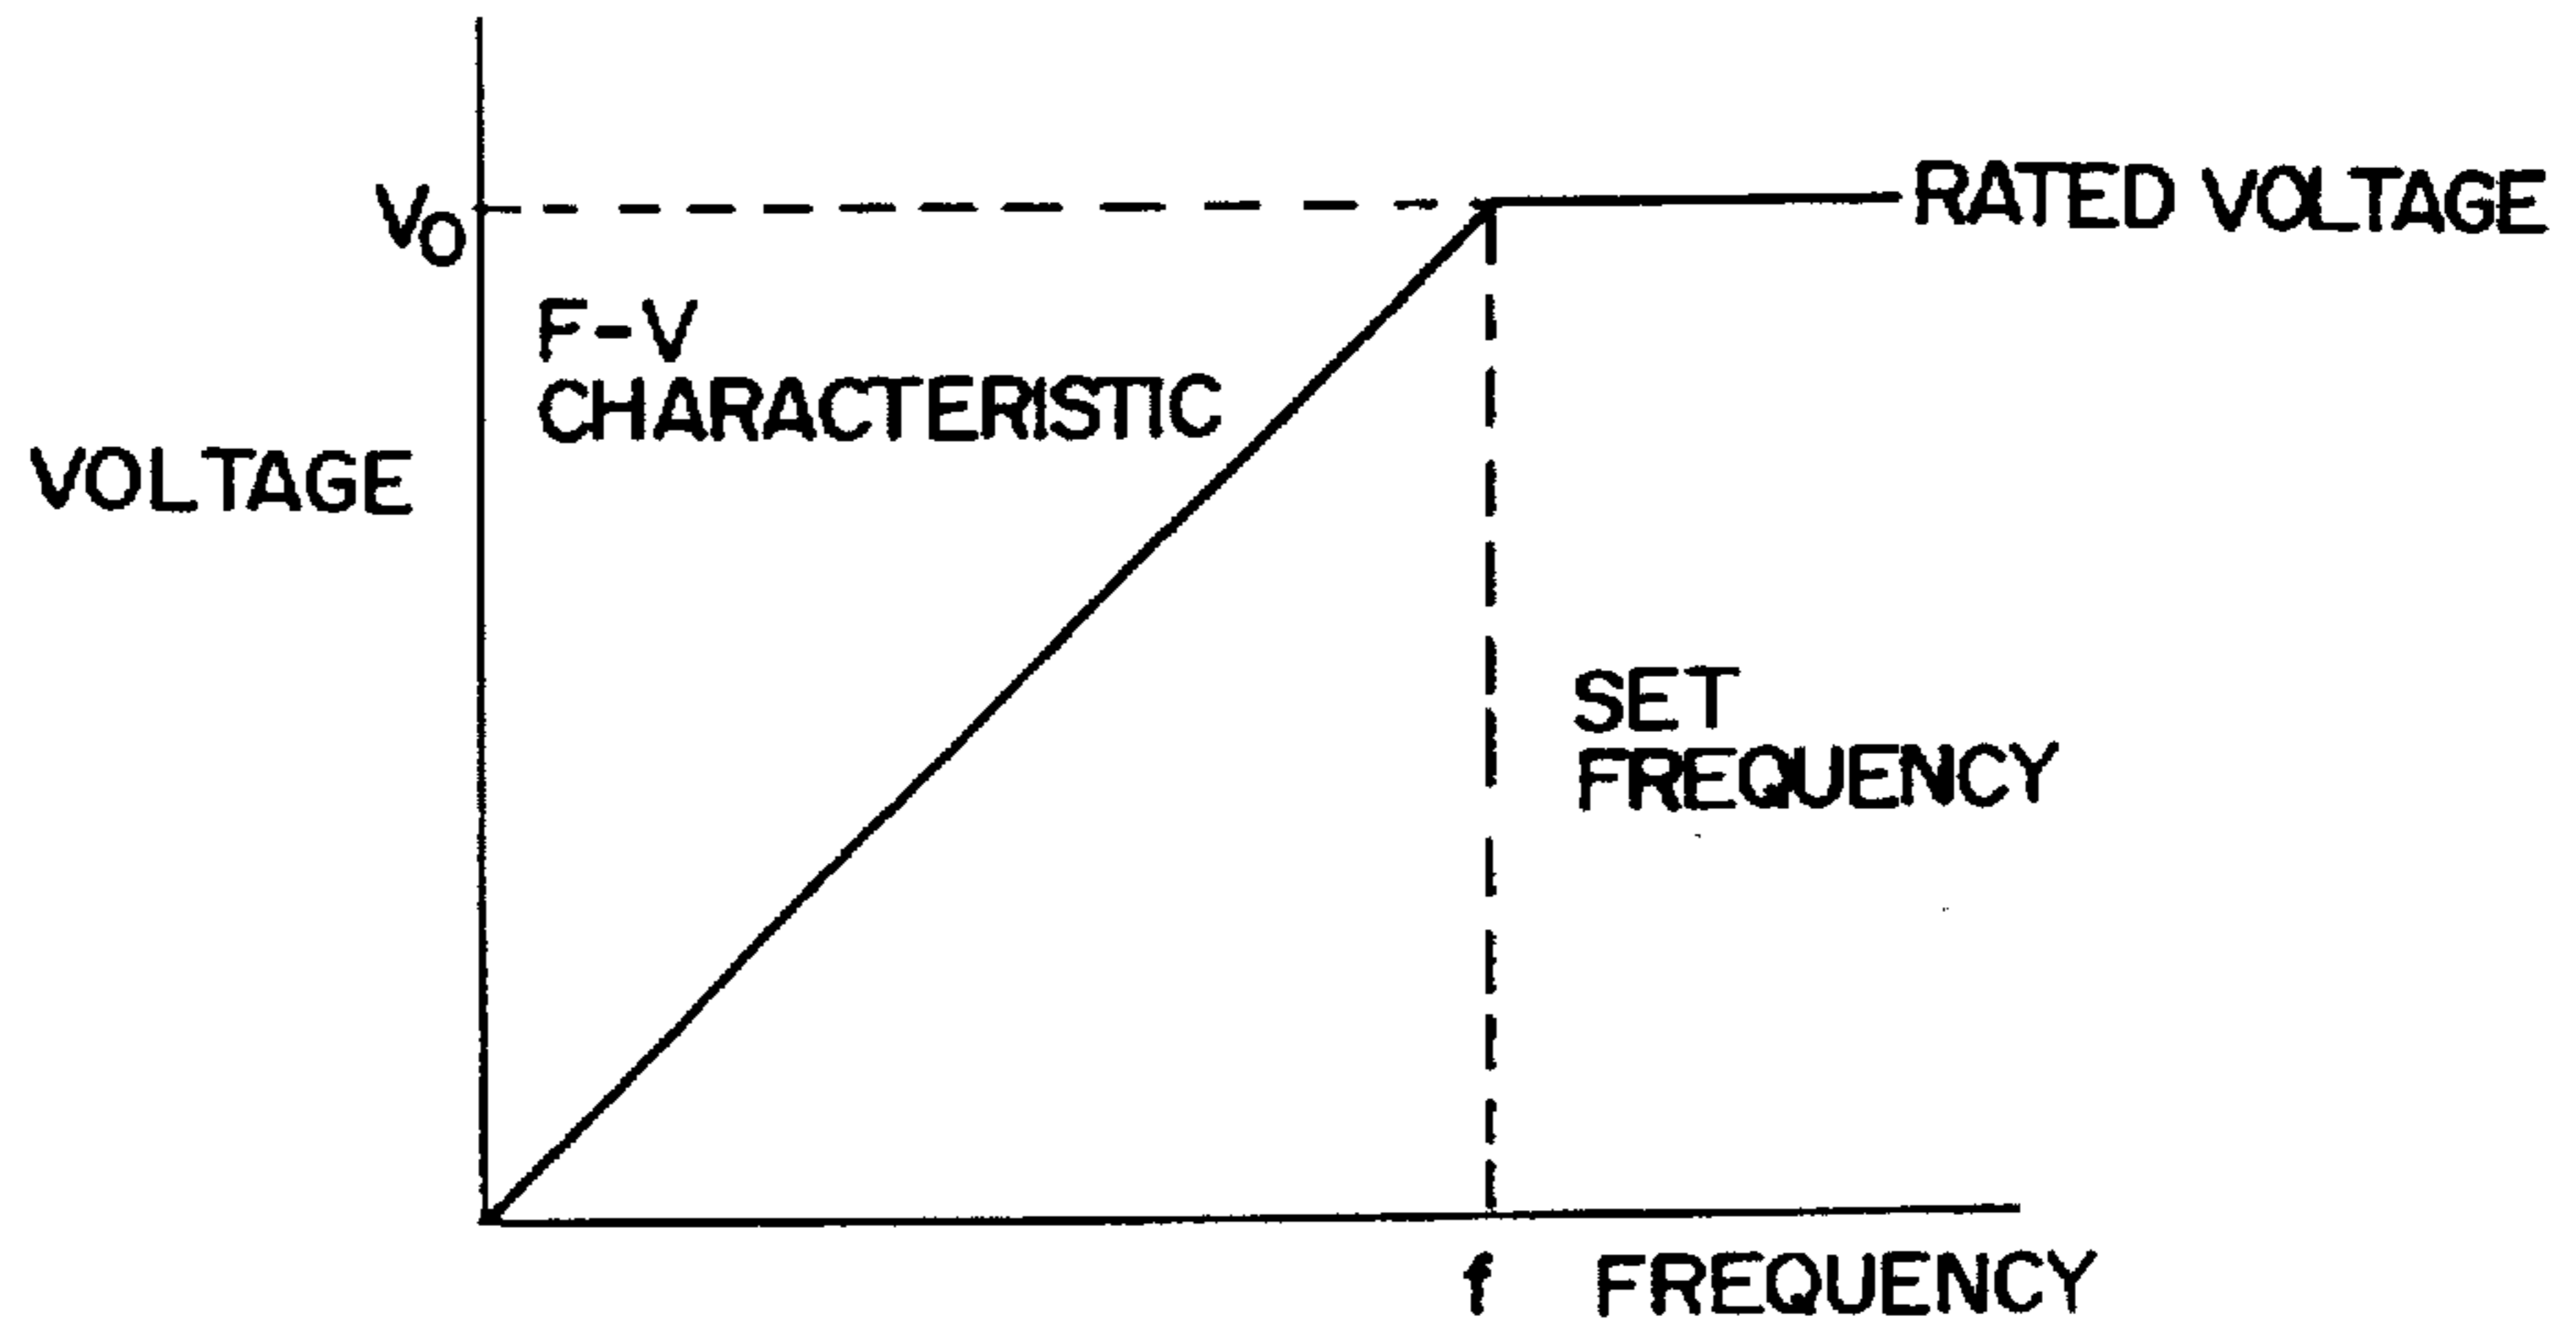 V₀
RATED VOLTAGE
F-V
CHARACTERISTIC
VOLTAGE
SET
FREQUENCY
f
FREQUENCY